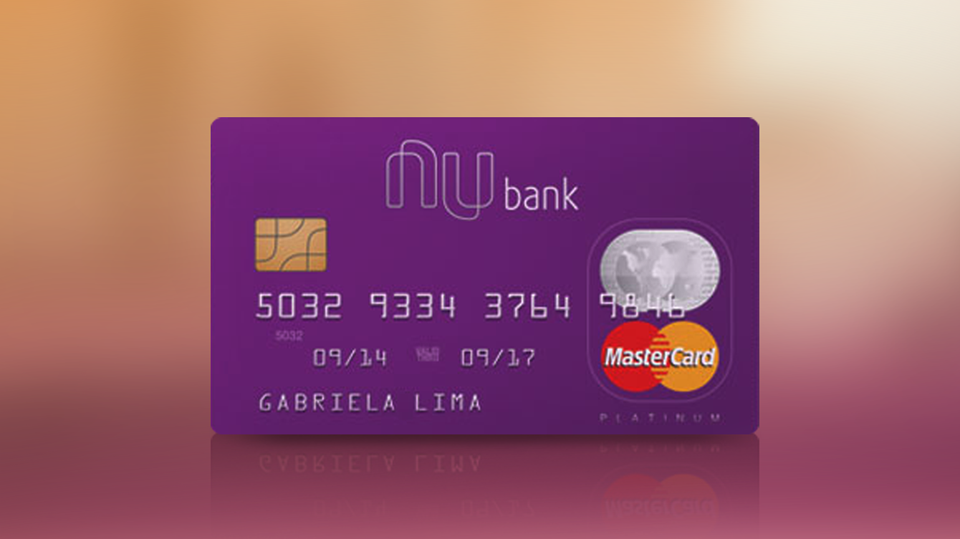 nu bank
5032 9334 3764 9846
5032
09/14 09/17
MasterCard
GABRIELA LIMA
PLATINUM